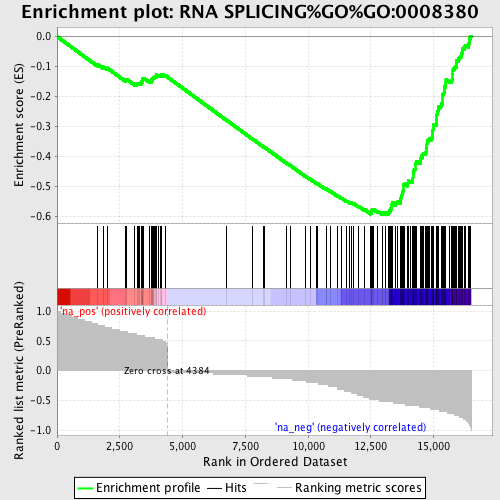 Enrichment plot: RNA SPLICING%GO%GO:0008380
Enrichment score (ES)
0.0
-0.1
-0.2
-0.3
-0.4
-0.5
-0.6
Ranked list metric (PreRanked)
1.0
0.5
0.0
-0.5
-1.0
'na_pos' (positively correlated)
Zero cross at 4384
'na_neg' (negatively correlated)
0
2,500
5,000
7,500
10,000
12,500
15,000
Rank in Ordered Dataset
Enrichment profile
Hits
Ranking metric scores